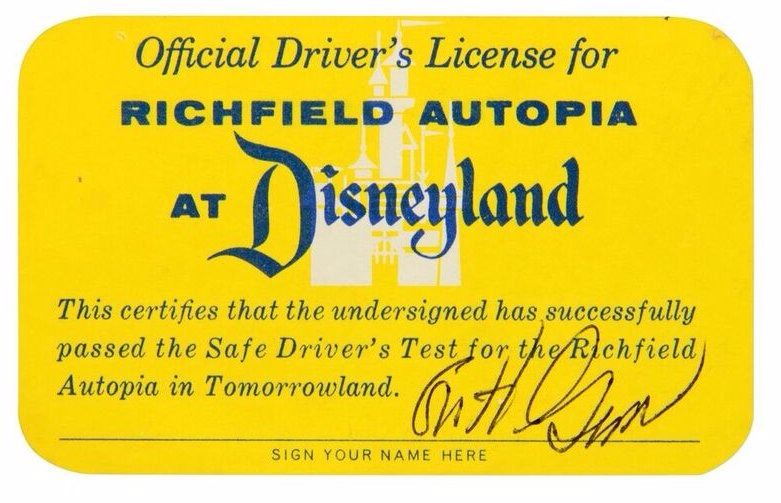 Official Driver's License for
RICHFIELD AUTOPIA
AT Disneyland
This certifies that the undersigned has successfully
passed the Safe Driver's Test for the Richfield
Autopia in Tomorrowland.
SIGN YOUR NAME HERE